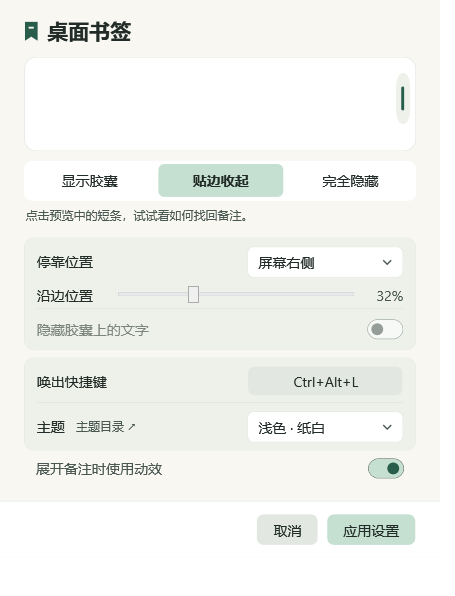 桌面书签
显示胶囊 贴边收起 完全隐藏
点击预览中的短条，试试看如何找回备注。
停靠位置 屏幕右侧
沿边位置 32%
隐藏胶囊上的文字
唤出快捷键 Ctrl+Alt+L
主题 主题目录 ↗ 浅色 · 纸白
展开备注时使用动效
取消 应用设置